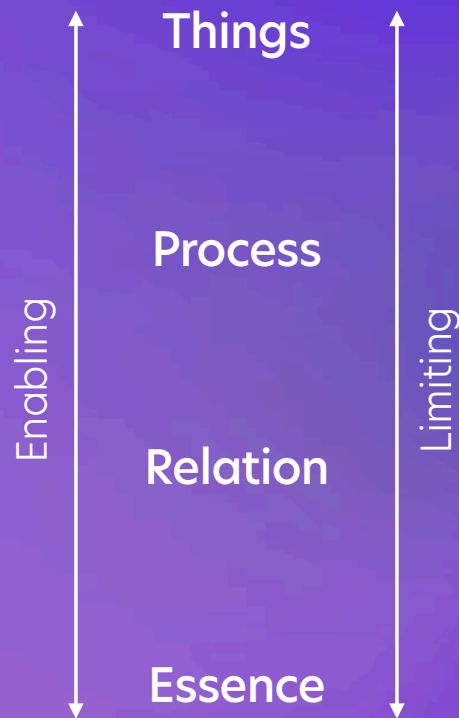 Things
Process
Enabling
Limiting
Relation
Essence